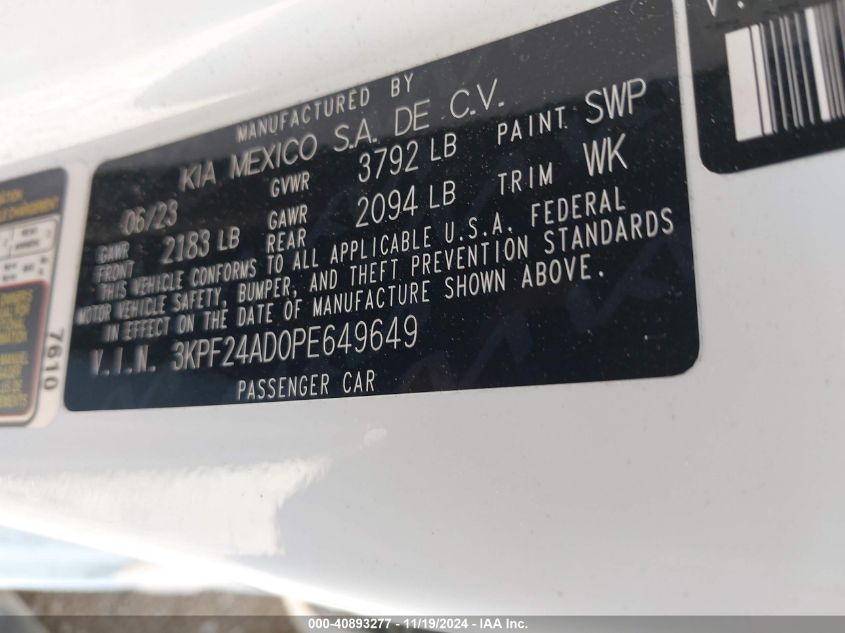 MANUFACTURED BY
KIA MEXICO S.A. DE C.V.
06/23 GVWR 3792 LB PAINT SWP
GAWR FRONT 2183 LB GAWR REAR 2094 LB TRIM WK
THIS VEHICLE CONFORMS TO ALL APPLICABLE U.S.A. FEDERAL
MOTOR VEHICLE SAFETY, BUMPER, AND THEFT PREVENTION STANDARDS
IN EFFECT ON THE DATE OF MANUFACTURE SHOWN ABOVE.
V.I.N. 3KPF24AD0PE649649
PASSENGER CAR
7610
000-40893277 - 11/19/2024 - IAA Inc.